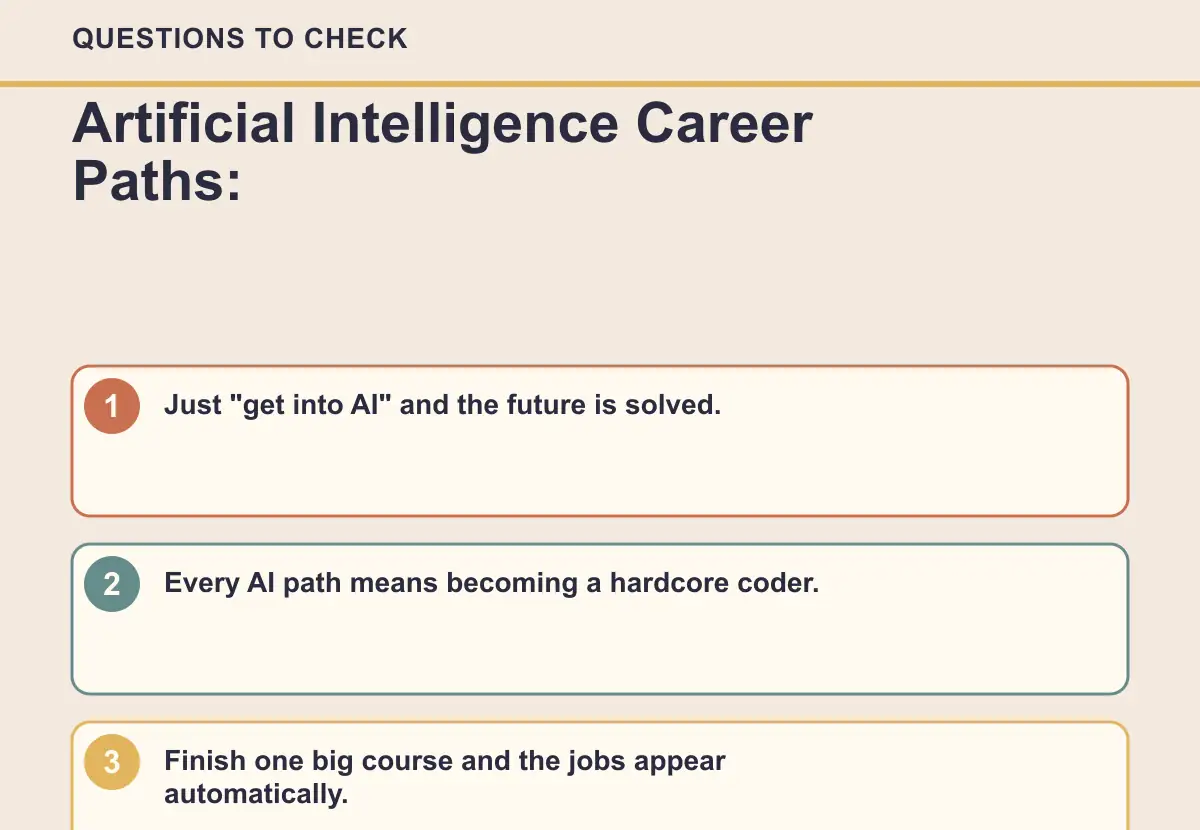 QUESTIONS TO CHECK
Artificial Intelligence Career
Paths:
1
Just "get into AI" and the future is solved.
2
Every AI path means becoming a hardcore coder.
3
Finish one big course and the jobs appear
automatically.